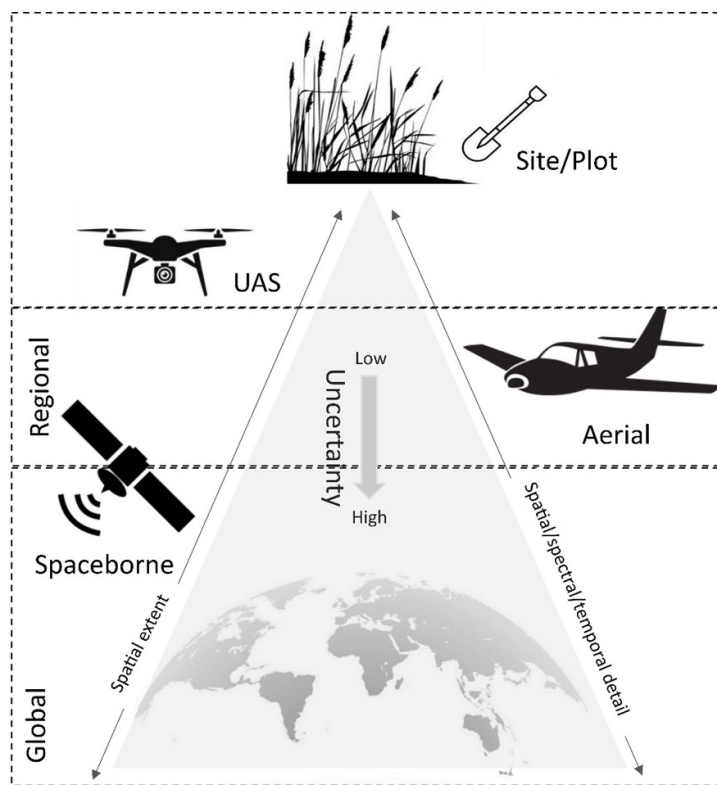 Site/Plot
UAS
Regional
Low
Uncertainty
High
Aerial
Spaceborne
Global
Spatial extent
Spatial/spectral/temporal detail